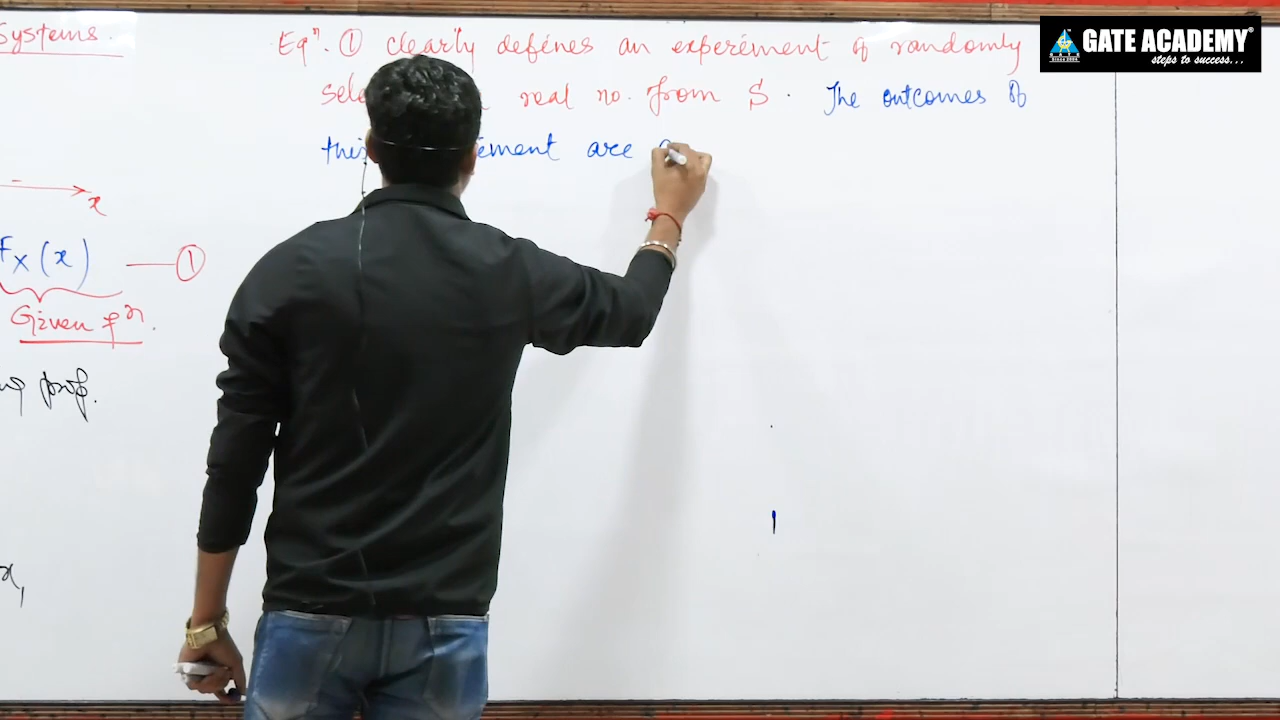 Systems.
x
Fx (x) — ①
Given fⁿ.
prof.
x,
Eqⁿ. ① clearly defines an experiment of randomly
real no. from S. The outcomes of
this are
GATE ACADEMY®
steps to success...